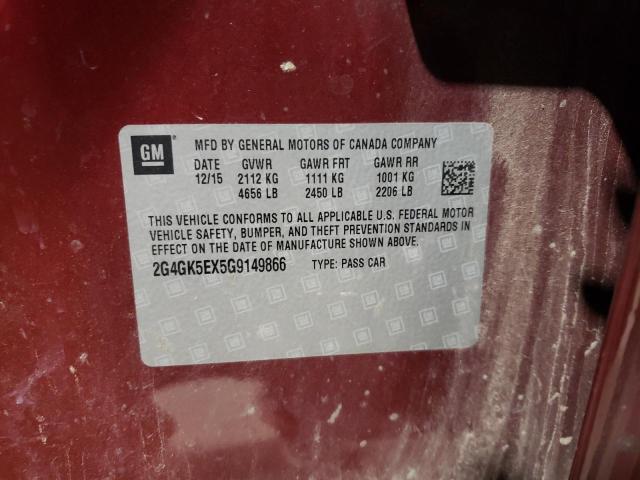 GM
MFD BY GENERAL MOTORS OF CANADA COMPANY
DATE GVWR GAWR FRT GAWR RR
12/15 2112 KG 1111 KG 1001 KG
4656 LB 2450 LB 2206 LB
THIS VEHICLE CONFORMS TO ALL APPLICABLE U.S. FEDERAL MOTOR
VEHICLE SAFETY, BUMPER, AND THEFT PREVENTION STANDARDS IN
EFFECT ON THE DATE OF MANUFACTURE SHOWN ABOVE.
2G4GK5EX5G9149866 TYPE: PASS CAR